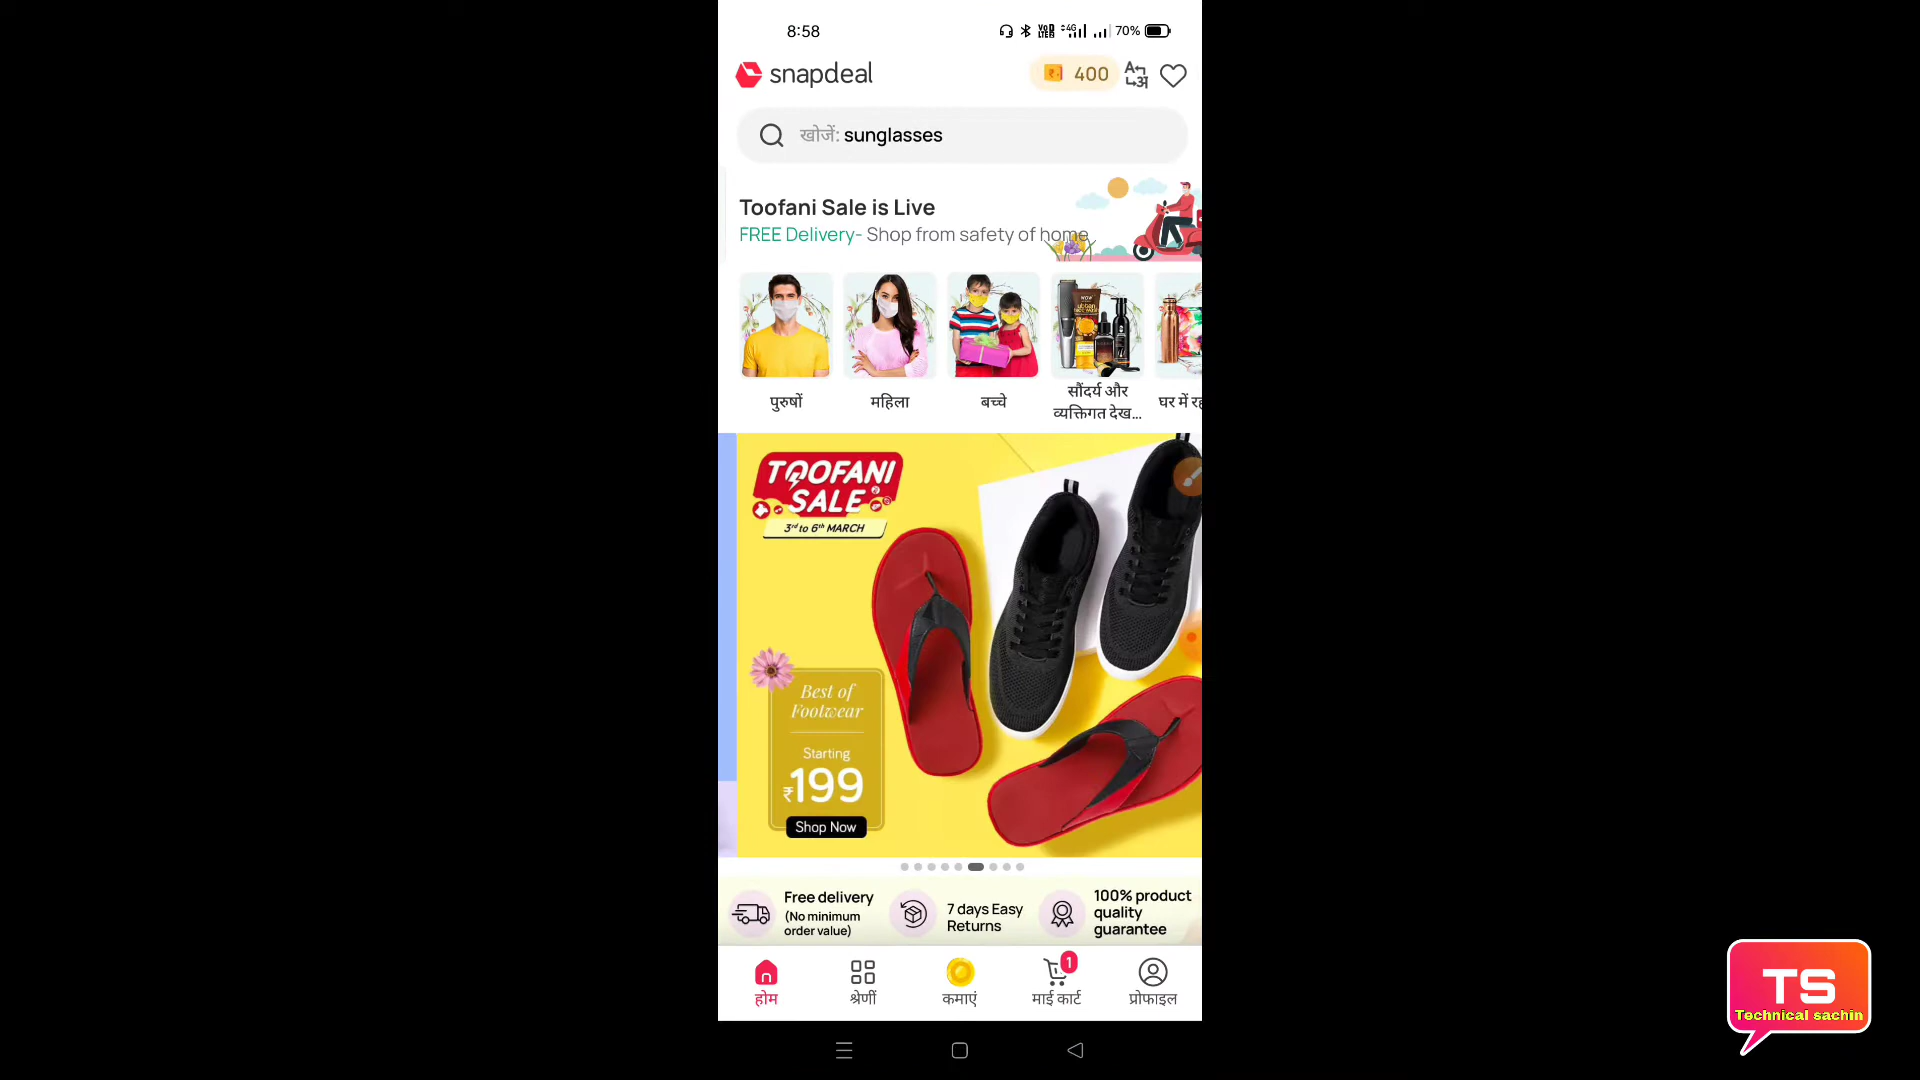 8:58
70%
snapdeal
400
खोजें: sunglasses
Toofani Sale is Live
FREE Delivery- Shop from safety of home
पुरुषों
महिला
बच्चे
सौंदर्य और
व्यक्तिगत देख...
घर में
TOOFANI
SALE
3rd to 6th MARCH
Best of
Footwear
Starting
₹199
Shop Now
Free delivery
(No minimum
order value)
7 days Easy
Returns
100% product
quality
guarantee
होम
श्रेणीं
कमाएं
1
माई कार्ट
प्रोफाइल
TS
Technical sachin